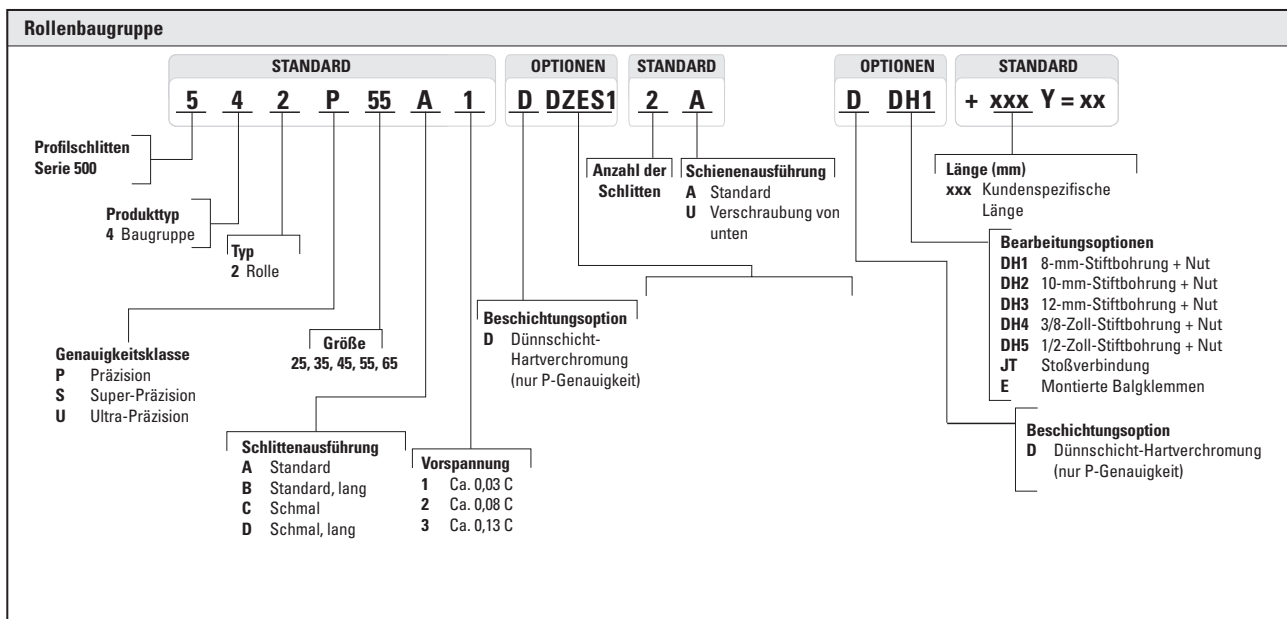 Rollenbaugruppe
STANDARD OPTIONEN STANDARD OPTIONEN STANDARD
5 4 2 P 55 A 1 D DZES1 2 A D DH1 + xxx Y = xx
Profilschlitten
Serie 500
Produkttyp
4 Baugruppe
Typ
2 Rolle
Genauigkeitsklasse
P Präzision
S Super-Präzision
U Ultra-Präzision
Größe
25, 35, 45, 55, 65
Schlittenausführung
A Standard
B Standard, lang
C Schmal
D Schmal, lang
Vorspannung
1 Ca. 0,03 C
2 Ca. 0,08 C
3 Ca. 0,13 C
Beschichtungsoption
D Dünnschicht-
Hartverchromung
(nur P-Genauigkeit)
Anzahl der
Schlitten
Schienenausführung
A Standard
U Verschraubung von
unten
Länge (mm)
xxx Kundenspezifische
Länge
Bearbeitungsoptionen
DH1 8-mm-Stiftbohrung + Nut
DH2 10-mm-Stiftbohrung + Nut
DH3 12-mm-Stiftbohrung + Nut
DH4 3/8-Zoll-Stiftbohrung + Nut
DH5 1/2-Zoll-Stiftbohrung + Nut
JT Stoßverbindung
E Montierte Balgklemmen
Beschichtungsoption
D Dünnschicht-Hartverchromung
(nur P-Genauigkeit)